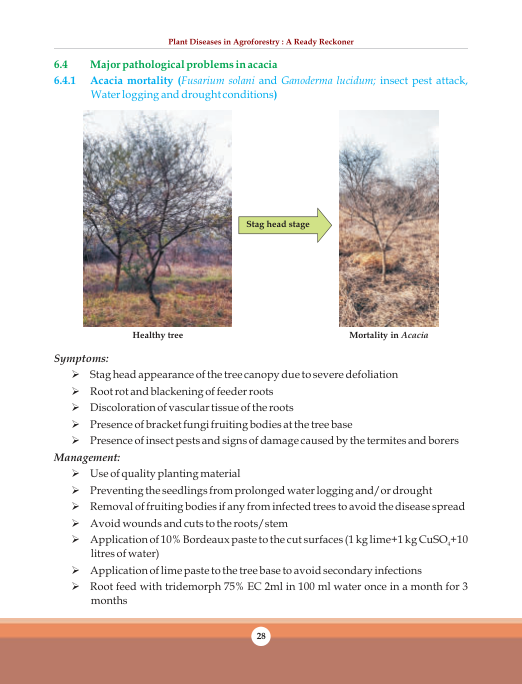 Plant Diseases in Agroforestry : A Ready Reckoner
6.4 Major pathological problems in acacia
6.4.1 Acacia mortality (Fusarium solani and Ganoderma lucidum; insect pest attack,
Water logging and drought conditions)
Stag head stage
Healthy tree
Mortality in Acacia
Symptoms:
➢ Stag head appearance of the tree canopy due to severe defoliation
➢ Root rot and blackening of feeder roots
➢ Discoloration of vascular tissue of the roots
➢ Presence of bracket fungi fruiting bodies at the tree base
➢ Presence of insect pests and signs of damage caused by the termites and borers
Management:
➢ Use of quality planting material
➢ Preventing the seedlings from prolonged water logging and/or drought
➢ Removal of fruiting bodies if any from infected trees to avoid the disease spread
➢ Avoid wounds and cuts to the roots/stem
➢ Application of 10% Bordeaux paste to the cut surfaces (1 kg lime+1 kg CuSO₄+10
litres of water)
➢ Application of lime paste to the tree base to avoid secondary infections
➢ Root feed with tridemorph 75% EC 2ml in 100 ml water once in a month for 3
months
28